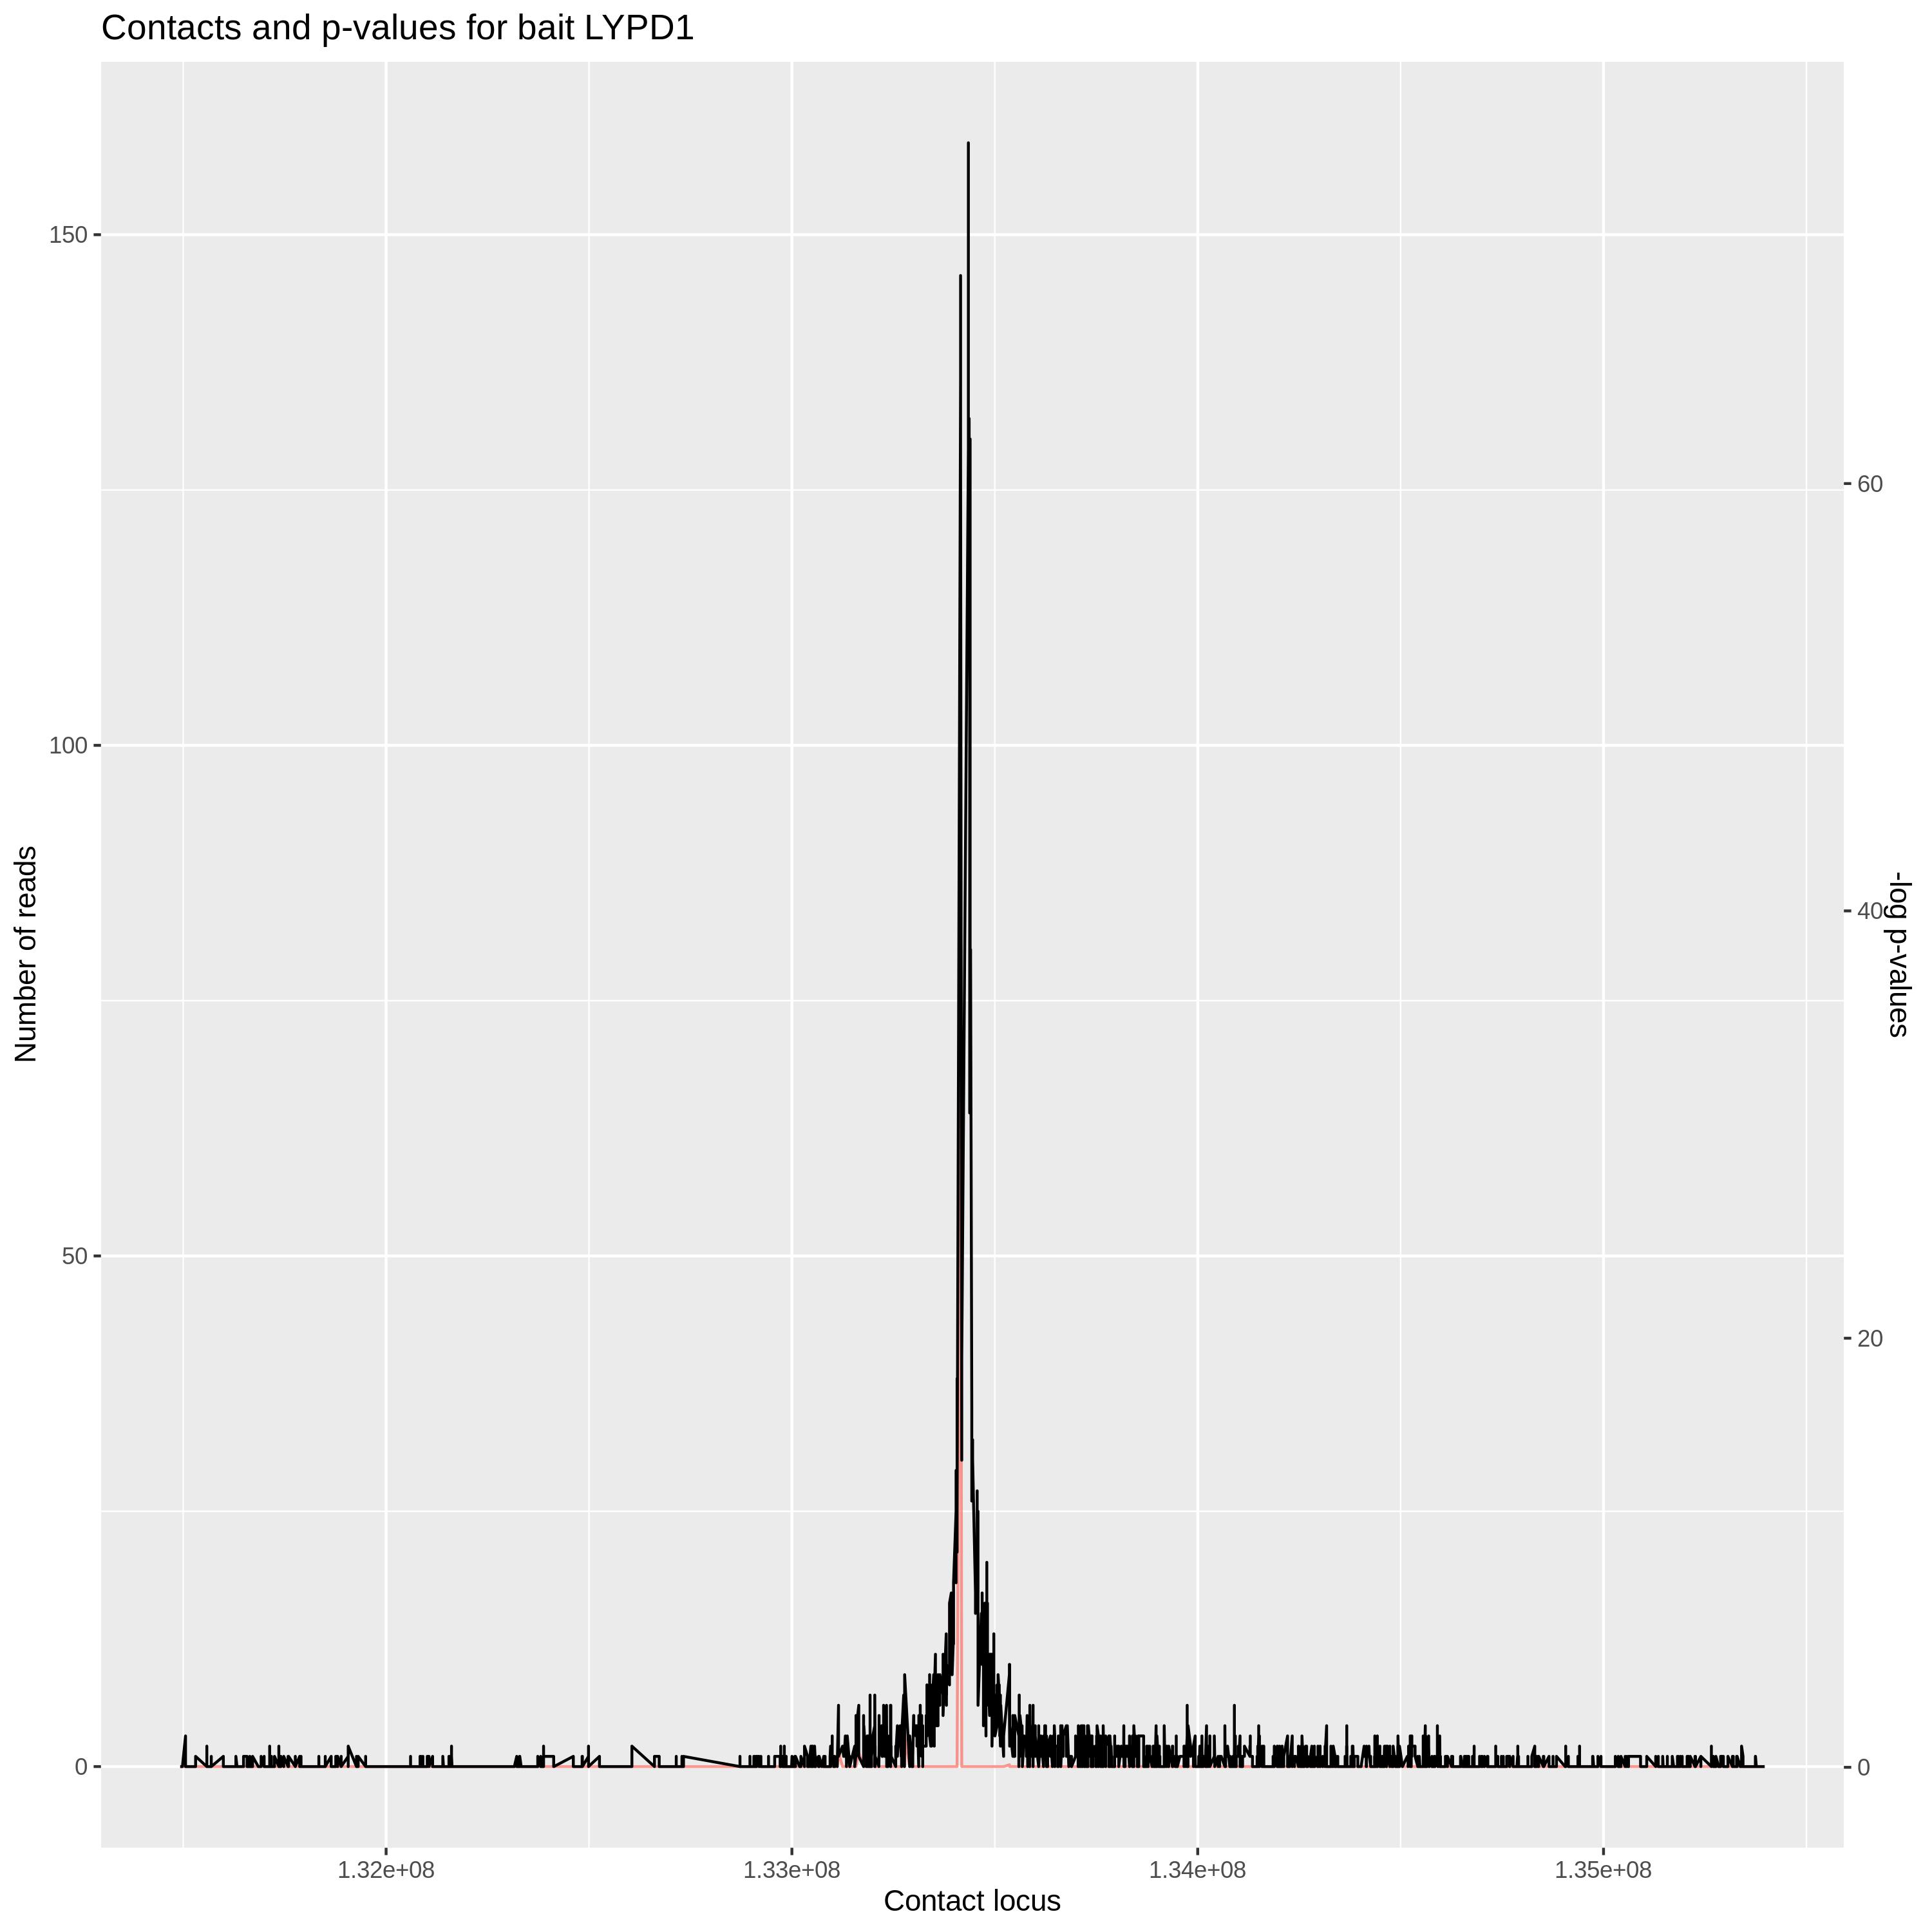 Contacts and p-values for bait LYPD1
150
100
50
0
Number of reads
60
40
20
0
-log p-values
1.32e+08
1.33e+08
1.34e+08
1.35e+08
Contact locus